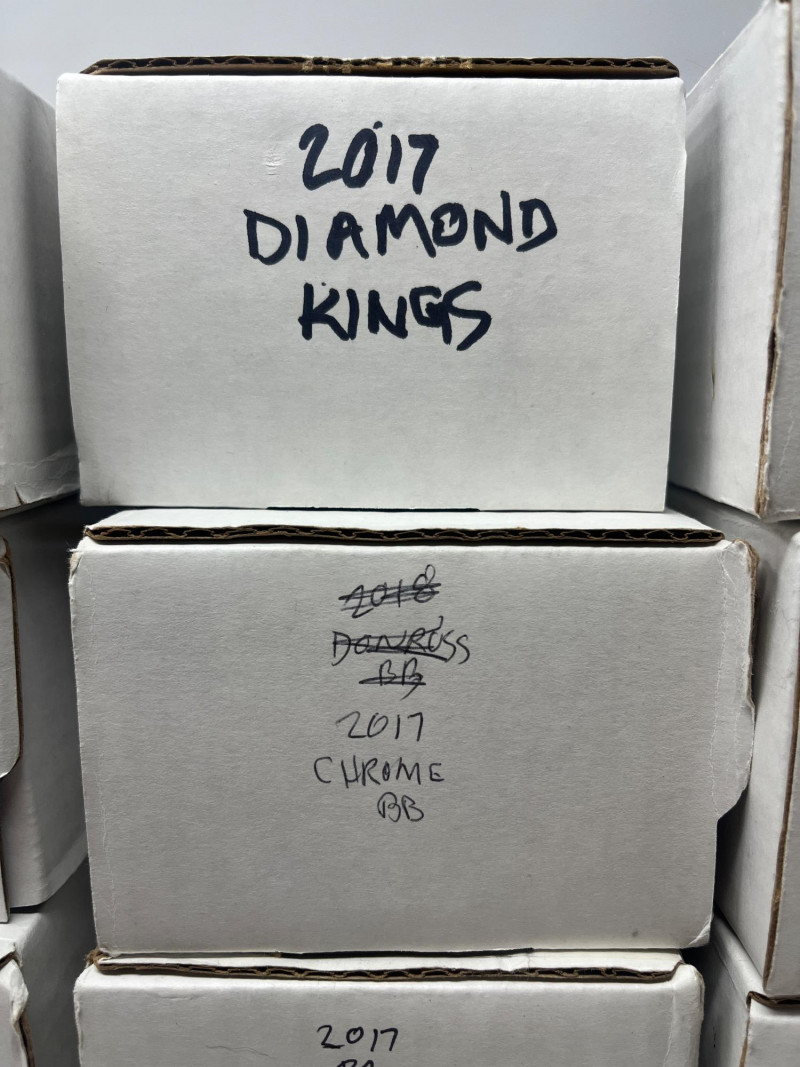 2017
DIAMOND
KINGS
2018
DONRUSS
BB
2017
CHROME
BB
2017